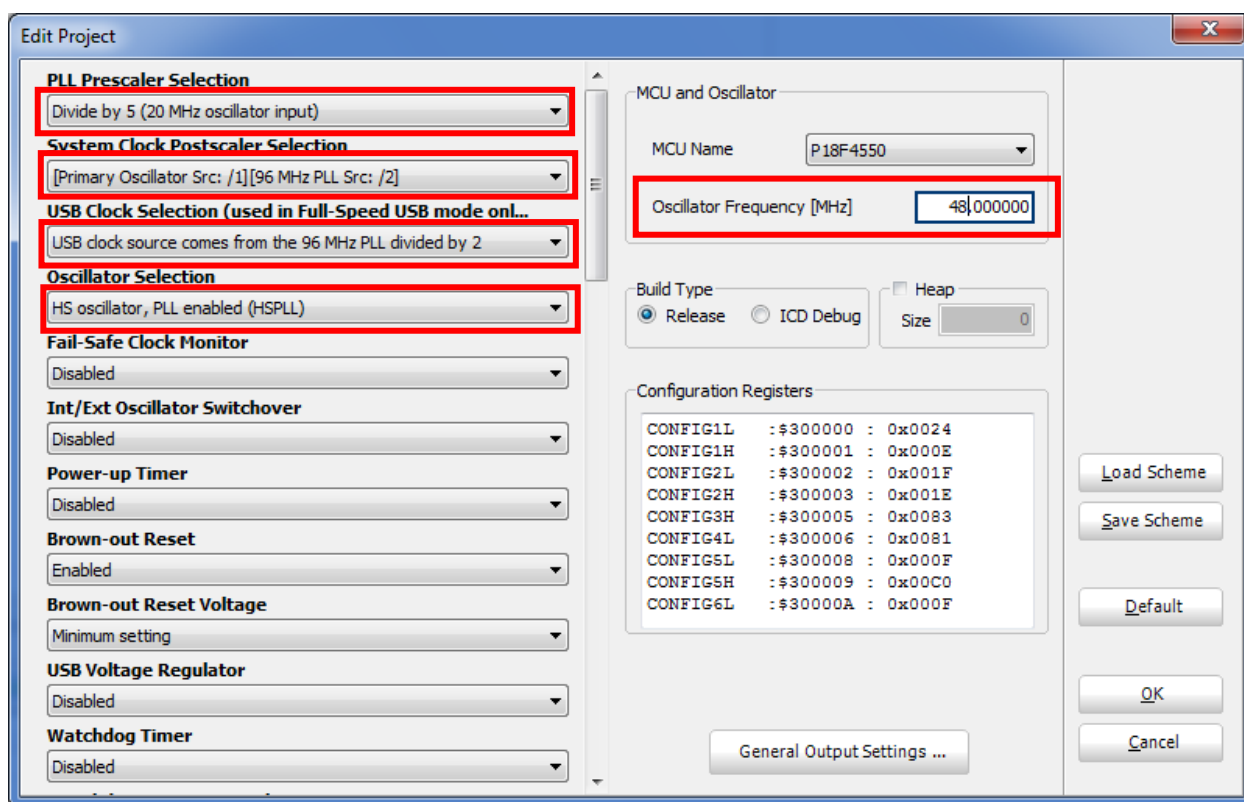 Edit Project
x
PLL Prescaler Selection
Divide by 5 (20 MHz oscillator input)
System Clock Postscaler Selection
[Primary Oscillator Src: /1][96 MHz PLL Src: /2]
USB Clock Selection (used in Full-Speed USB mode onl...
USB clock source comes from the 96 MHz PLL divided by 2
Oscillator Selection
HS oscillator, PLL enabled (HSPLL)
Fail-Safe Clock Monitor
Disabled
Int/Ext Oscillator Switchover
Disabled
Power-up Timer
Disabled
Brown-out Reset
Enabled
Brown-out Reset Voltage
Minimum setting
USB Voltage Regulator
Disabled
Watchdog Timer
Disabled
MCU and Oscillator
MCU Name P18F4550
Oscillator Frequency [MHz] 48,000000
Build Type
Release ICD Debug
Heap
Size 0
Configuration Registers
CONFIG1L :$300000 : 0x0024
CONFIG1H :$300001 : 0x000E
CONFIG2L :$300002 : 0x001F
CONFIG2H :$300003 : 0x001E
CONFIG3H :$300005 : 0x0083
CONFIG4L :$300006 : 0x0081
CONFIG5L :$300008 : 0x000F
CONFIG5H :$300009 : 0x00C0
CONFIG6L :$30000A : 0x000F
General Output Settings ...
Load Scheme
Save Scheme
Default
OK
Cancel